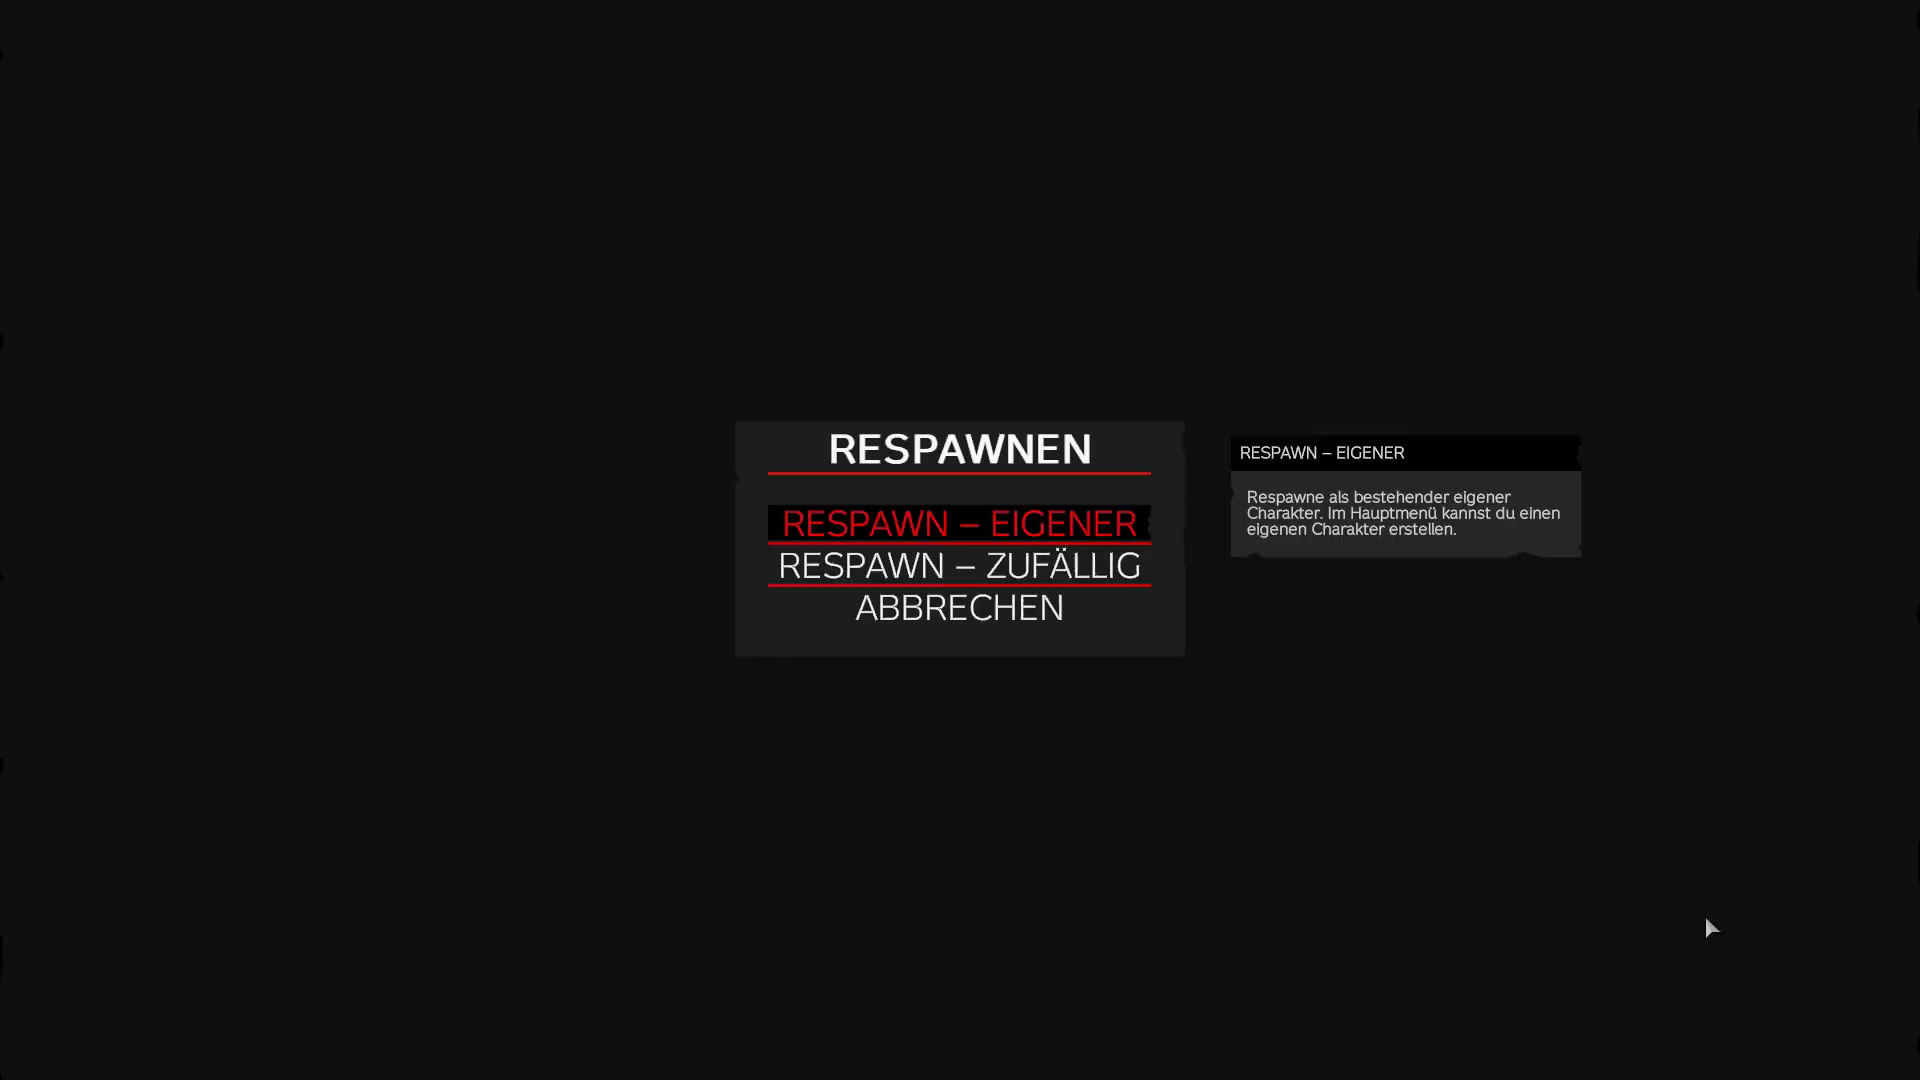 RESPAWNEN
RESPAWN – EIGENER
RESPAWN – ZUFÄLLIG
ABBRECHEN
RESPAWN – EIGENER
Respawne als bestehender eigener
Charakter. Im Hauptmenü kannst du einen
eigenen Charakter erstellen.